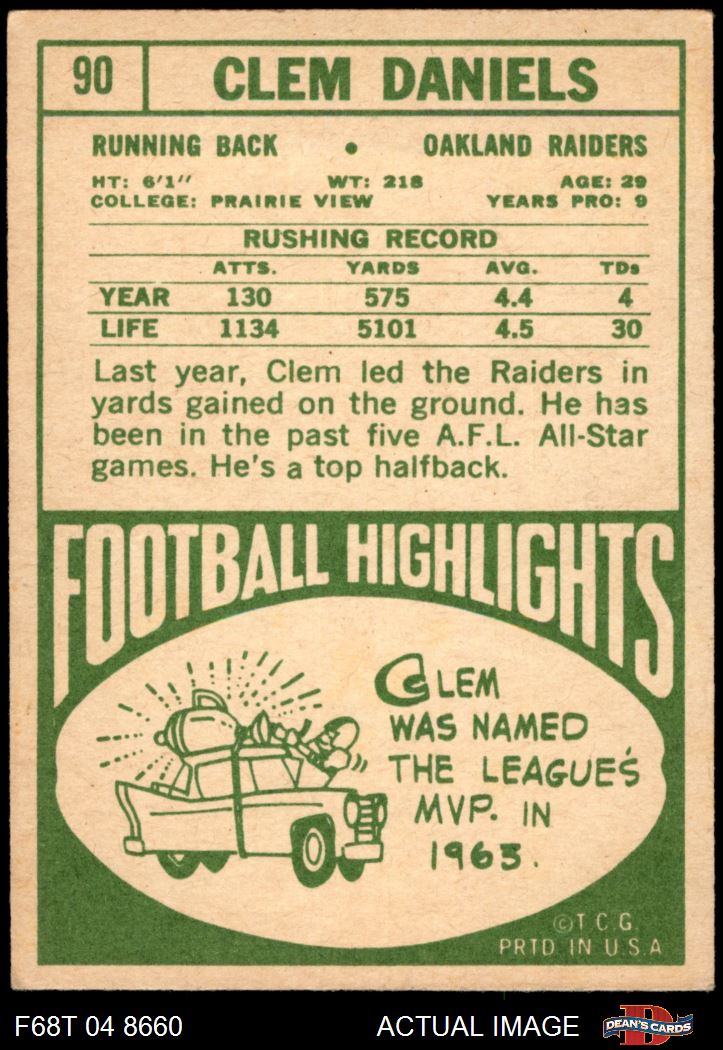 90 CLEM DANIELS
RUNNING BACK • OAKLAND RAIDERS
HT: 6'1" WT: 218 AGE: 29
COLLEGE: PRAIRIE VIEW YEARS PRO: 9
RUSHING RECORD
ATTS. YARDS AVG. TDs
YEAR 130 575 4.4 4
LIFE 1134 5101 4.5 30
Last year, Clem led the Raiders in
yards gained on the ground. He has
been in the past five A.F.L. All-Star
games. He's a top halfback.
FOOTBALL HIGHLIGHTS
CLEM
WAS NAMED
THE LEAGUE'S
MVP. IN
1963.
©T.C.G.
PRTD. IN U.S.A
F68T 04 8660 ACTUAL IMAGE D DEAN'S CARDS